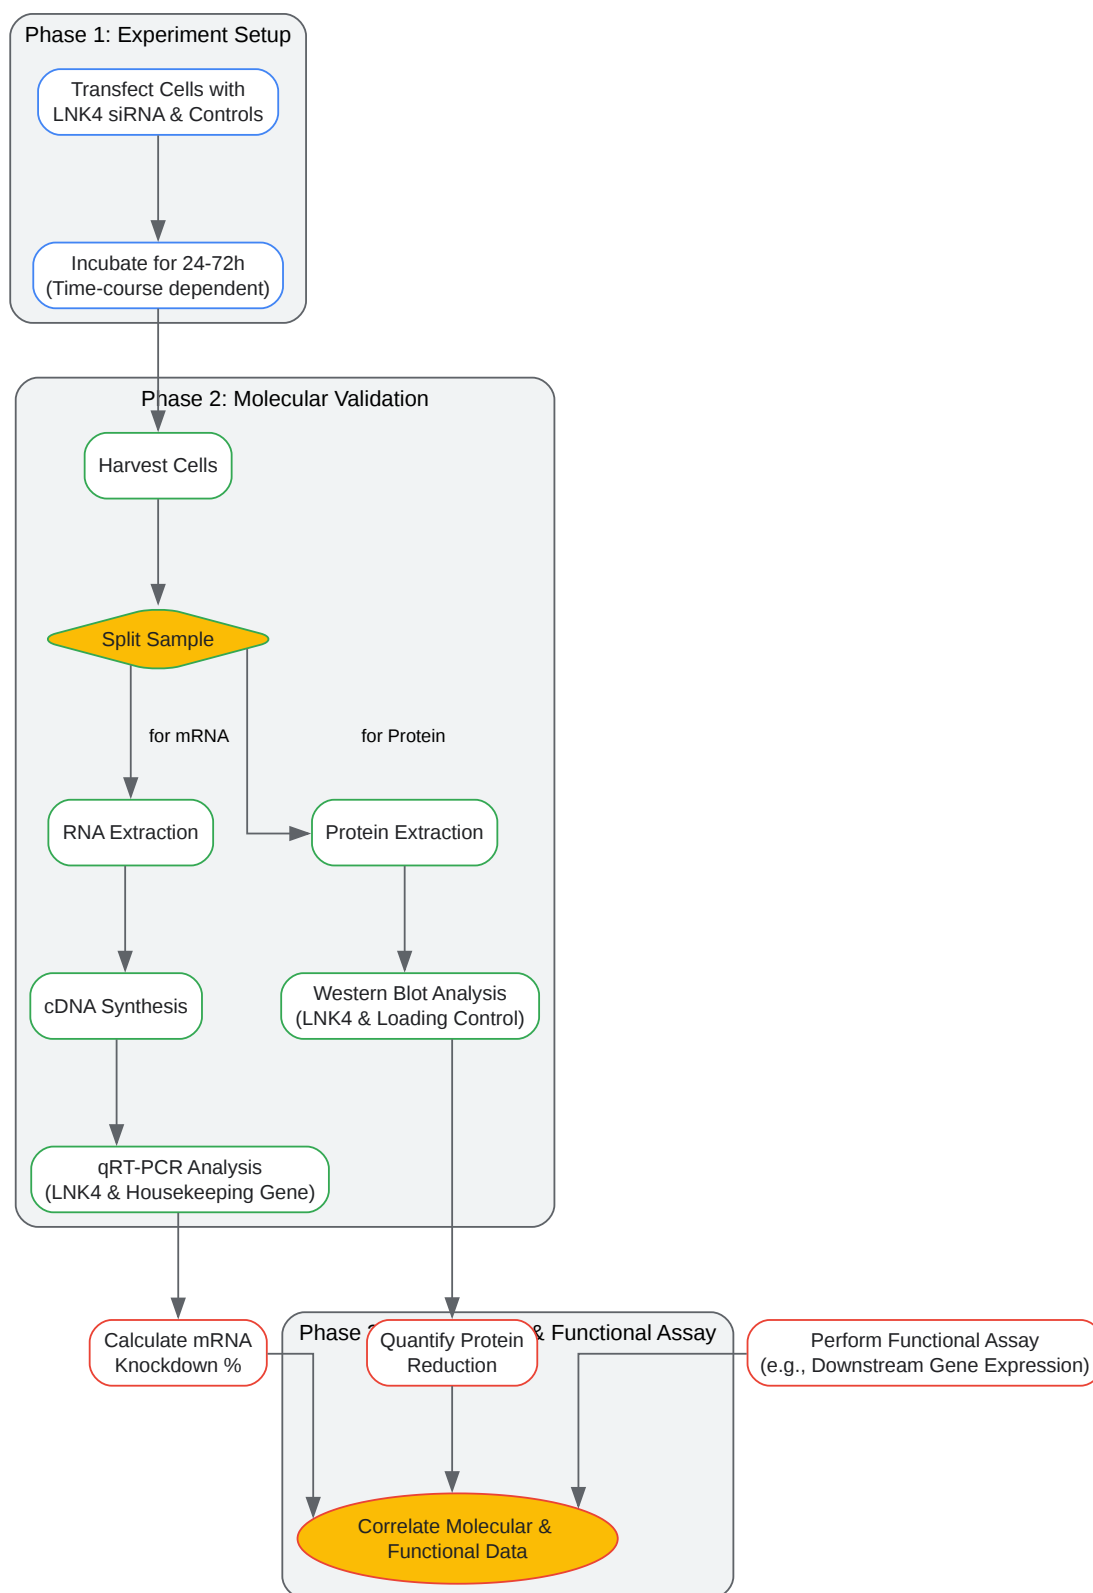 Phase 1: Experiment Setup
Transfect Cells with
LNK4 siRNA & Controls
Incubate for 24-72h
(Time-course dependent)
Phase 2: Molecular Validation
Harvest Cells
Split Sample
for mRNA
for Protein
RNA Extraction
Protein Extraction
cDNA Synthesis
Western Blot Analysis
(LNK4 & Loading Control)
qRT-PCR Analysis
(LNK4 & Housekeeping Gene)
Phase & Functional Assay
Calculate mRNA
Knockdown %
Quantify Protein
Reduction
Perform Functional Assay
(e.g., Downstream Gene Expression)
Correlate Molecular &
Functional Data